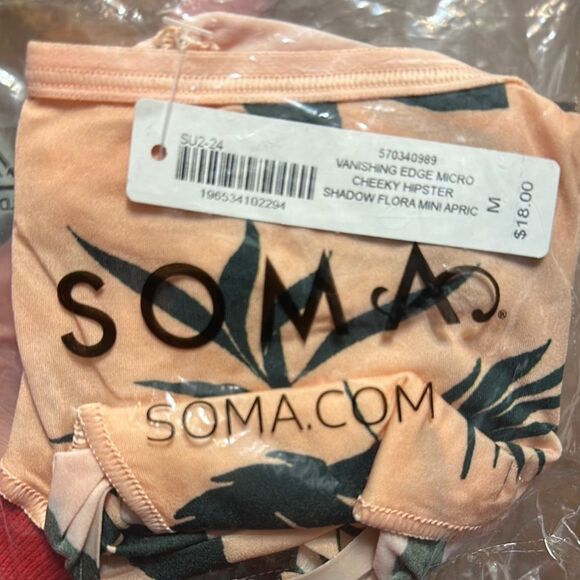 SU2-24
570340989
VANISHING EDGE MICRO
CHEEKY HIPSTER
SHADOW FLORA MINI APRIC
196534102294
M
$18.00
SOMA®
SOMA.COM